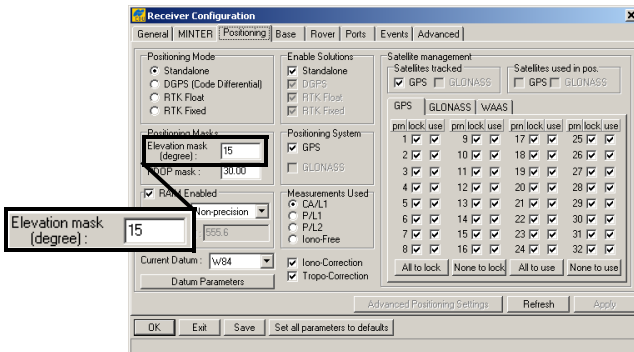 Receiver Configuration
General MINTER Positioning Base Rover Ports Events Advanced
Positioning Mode
Standalone
DGPS (Code Differential)
RTK Float
RTK Fixed
Enable Solutions
Standalone
DGPS
RTK Float
RTK Fixed
Satellite management
Satellites tracked
GPS GLONASS
Satellites used in pos.
GPS GLONASS
GPS GLONASS WAAS
prn lock use prn lock use prn lock use prn lock use
1 9 17 25
2 10 18 26
3 11 19 27
4 12 20 28
5 13 21 29
6 14 22 30
7 15 23 31
8 16 24 32
All to lock None to lock All to use None to use
Positioning Masks
Elevation mask
(degree) : 15
PDOP mask : 30.00
Positioning System
GPS
GLONASS
Enabled
Non-precision
555.6
Measurements Used
CA/L1
P/L1
P/L2
Iono-Free
Elevation mask
(degree) : 15
Current Datum : W84
Datum Parameters
Iono-Correction
Tropo-Correction
Advanced Positioning Settings Refresh Apply
OK Exit Save Set all parameters to defaults